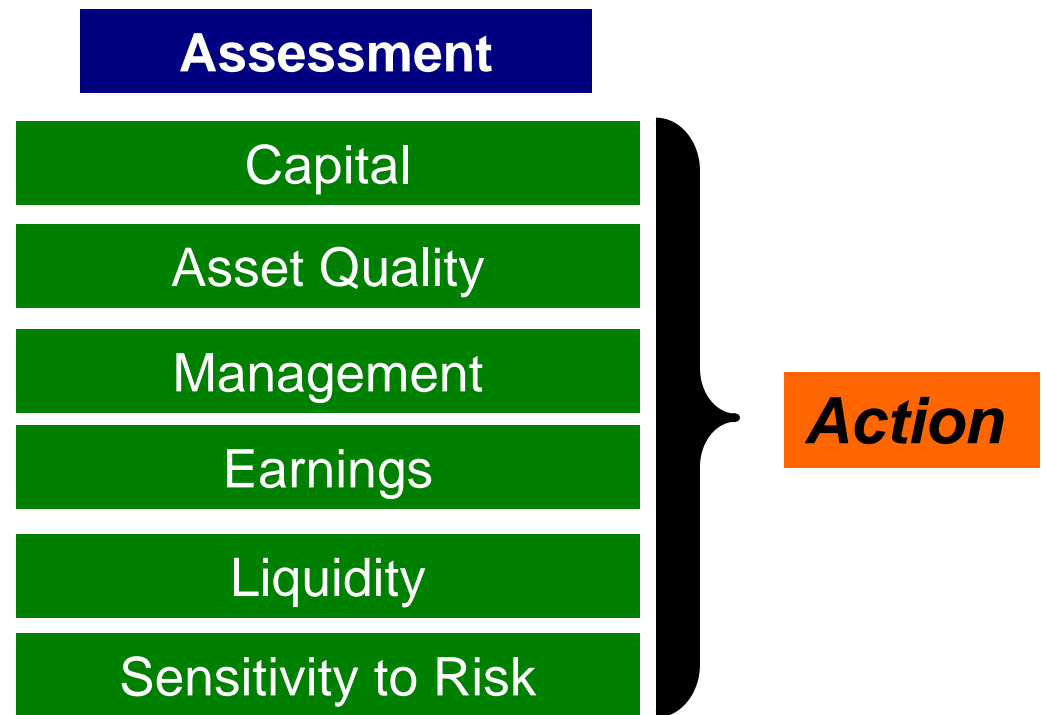 Assessment
Capital
Asset Quality
Management
Earnings
Liquidity
Sensitivity to Risk
Action